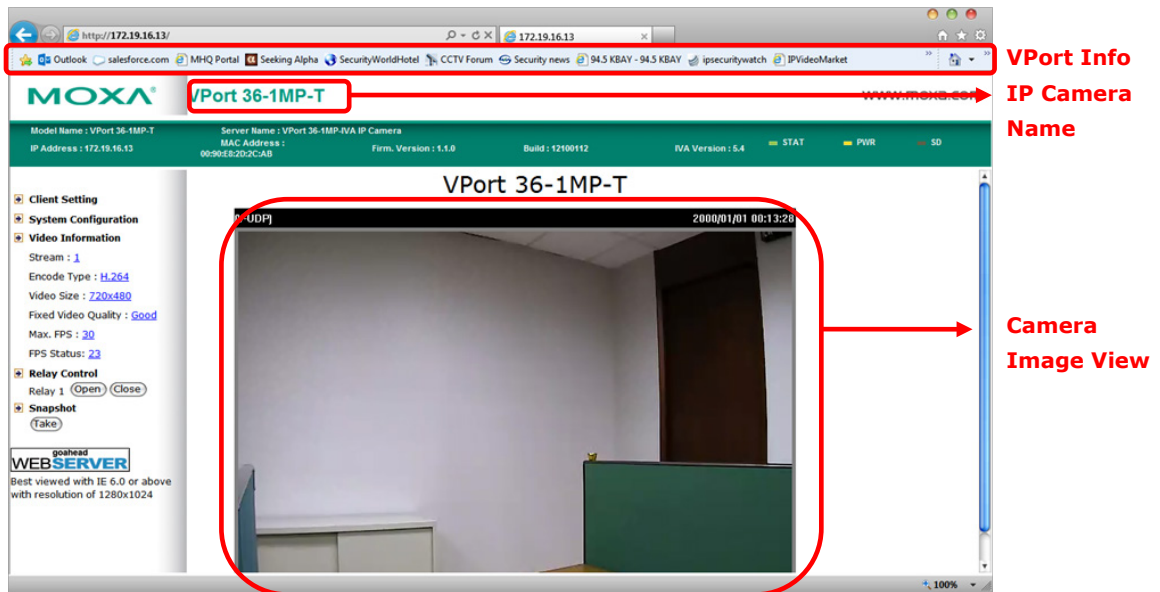 http://172.19.16.13/
172.19.16.13
Outlook salesforce.com MHQ Portal Seeking Alpha SecurityWorldHotel CCTV Forum Security news 94.5 KBAY - 94.5 KBAY ipsecuritywatch IPVideoMarket
VPort Info
MOXA
VPort 36-1MP-T
www.moxa.com
IP Camera
Name
Model Name : VPort 36-1MP-T
Server Name : VPort 36-1MP-IVA IP Camera
IP Address : 172.19.16.13
MAC Address :
00:90:E8:2D:2C:AB
Firm. Version : 1.1.0
Build : 12100112
IVA Version : 5.4
STAT
PWR
SD
VPort 36-1MP-T
-UDP)
2000/01/01 00:13:28
Client Setting
System Configuration
Video Information
Stream : 1
Encode Type : H.264
Video Size : 720x480
Fixed Video Quality : Good
Max. FPS : 30
FPS Status: 23
Relay Control
Relay 1 Open Close
Snapshot
Take
goahead
WEBSERVER
Best viewed with IE 6.0 or above
with resolution of 1280x1024
Camera
Image View
100%